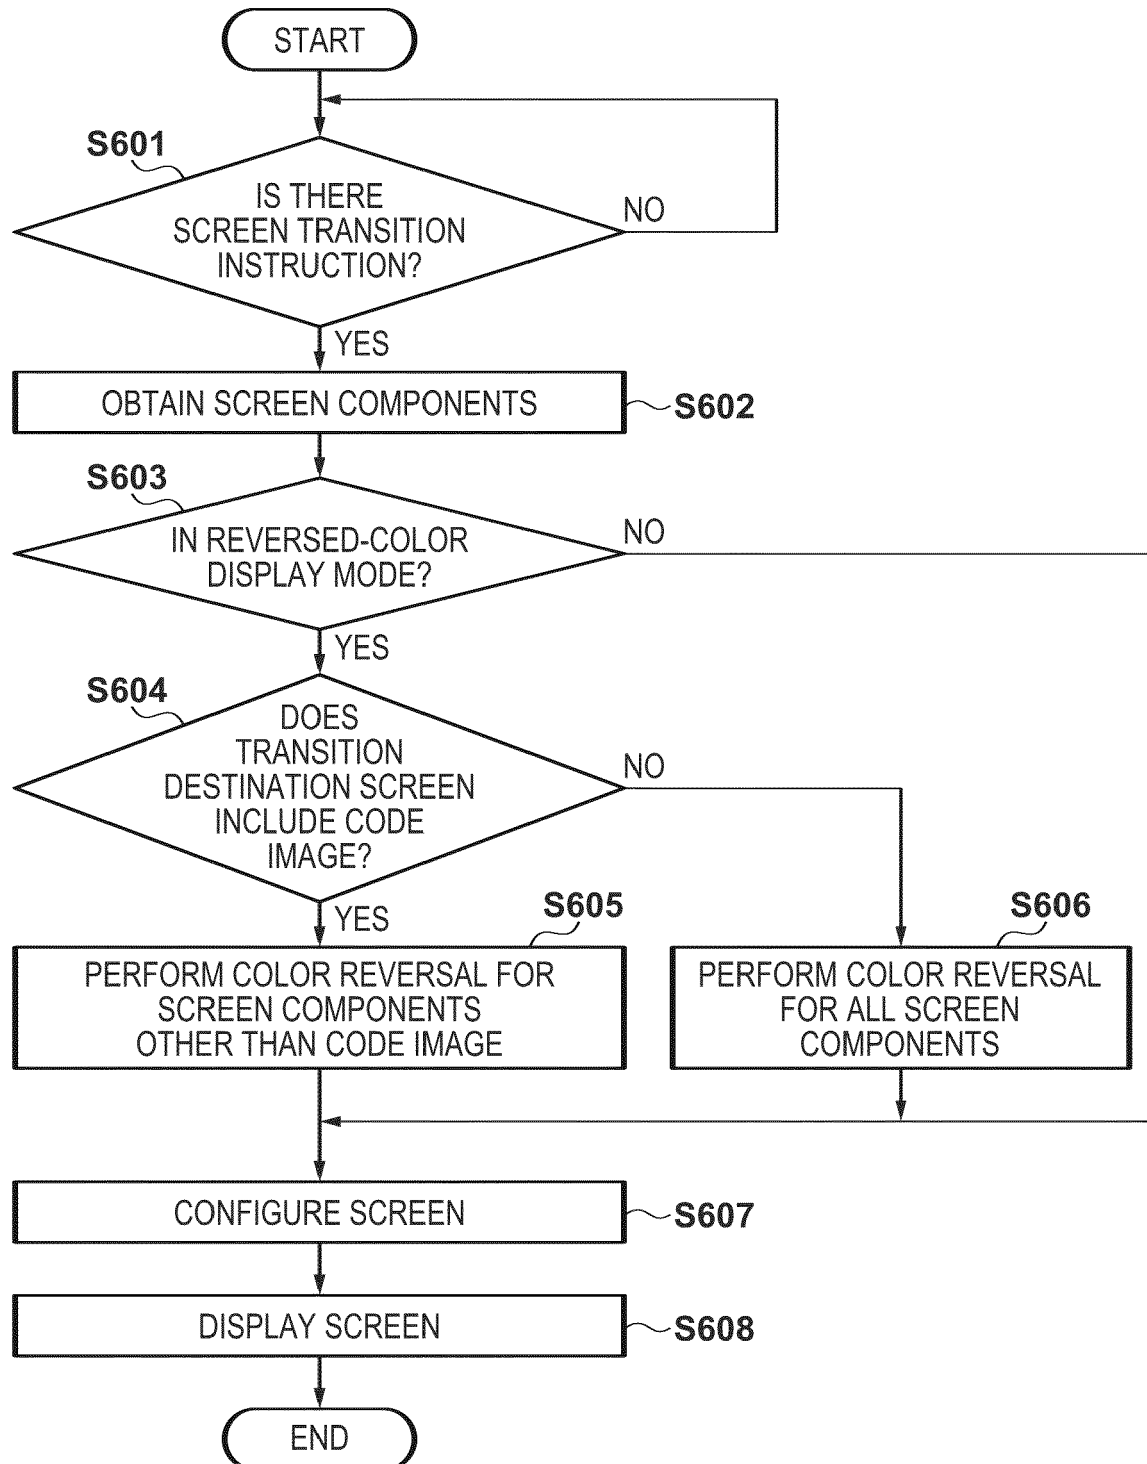 START
S601
IS THERE
SCREEN TRANSITION
INSTRUCTION?
NO
YES
OBTAIN SCREEN COMPONENTS
S602
S603
IN REVERSED-COLOR
DISPLAY MODE?
NO
YES
S604
DOES
TRANSITION
DESTINATION SCREEN
INCLUDE CODE
IMAGE?
NO
YES
S605
PERFORM COLOR REVERSAL FOR
SCREEN COMPONENTS
OTHER THAN CODE IMAGE
S606
PERFORM COLOR REVERSAL
FOR ALL SCREEN
COMPONENTS
CONFIGURE SCREEN
S607
DISPLAY SCREEN
S608
END